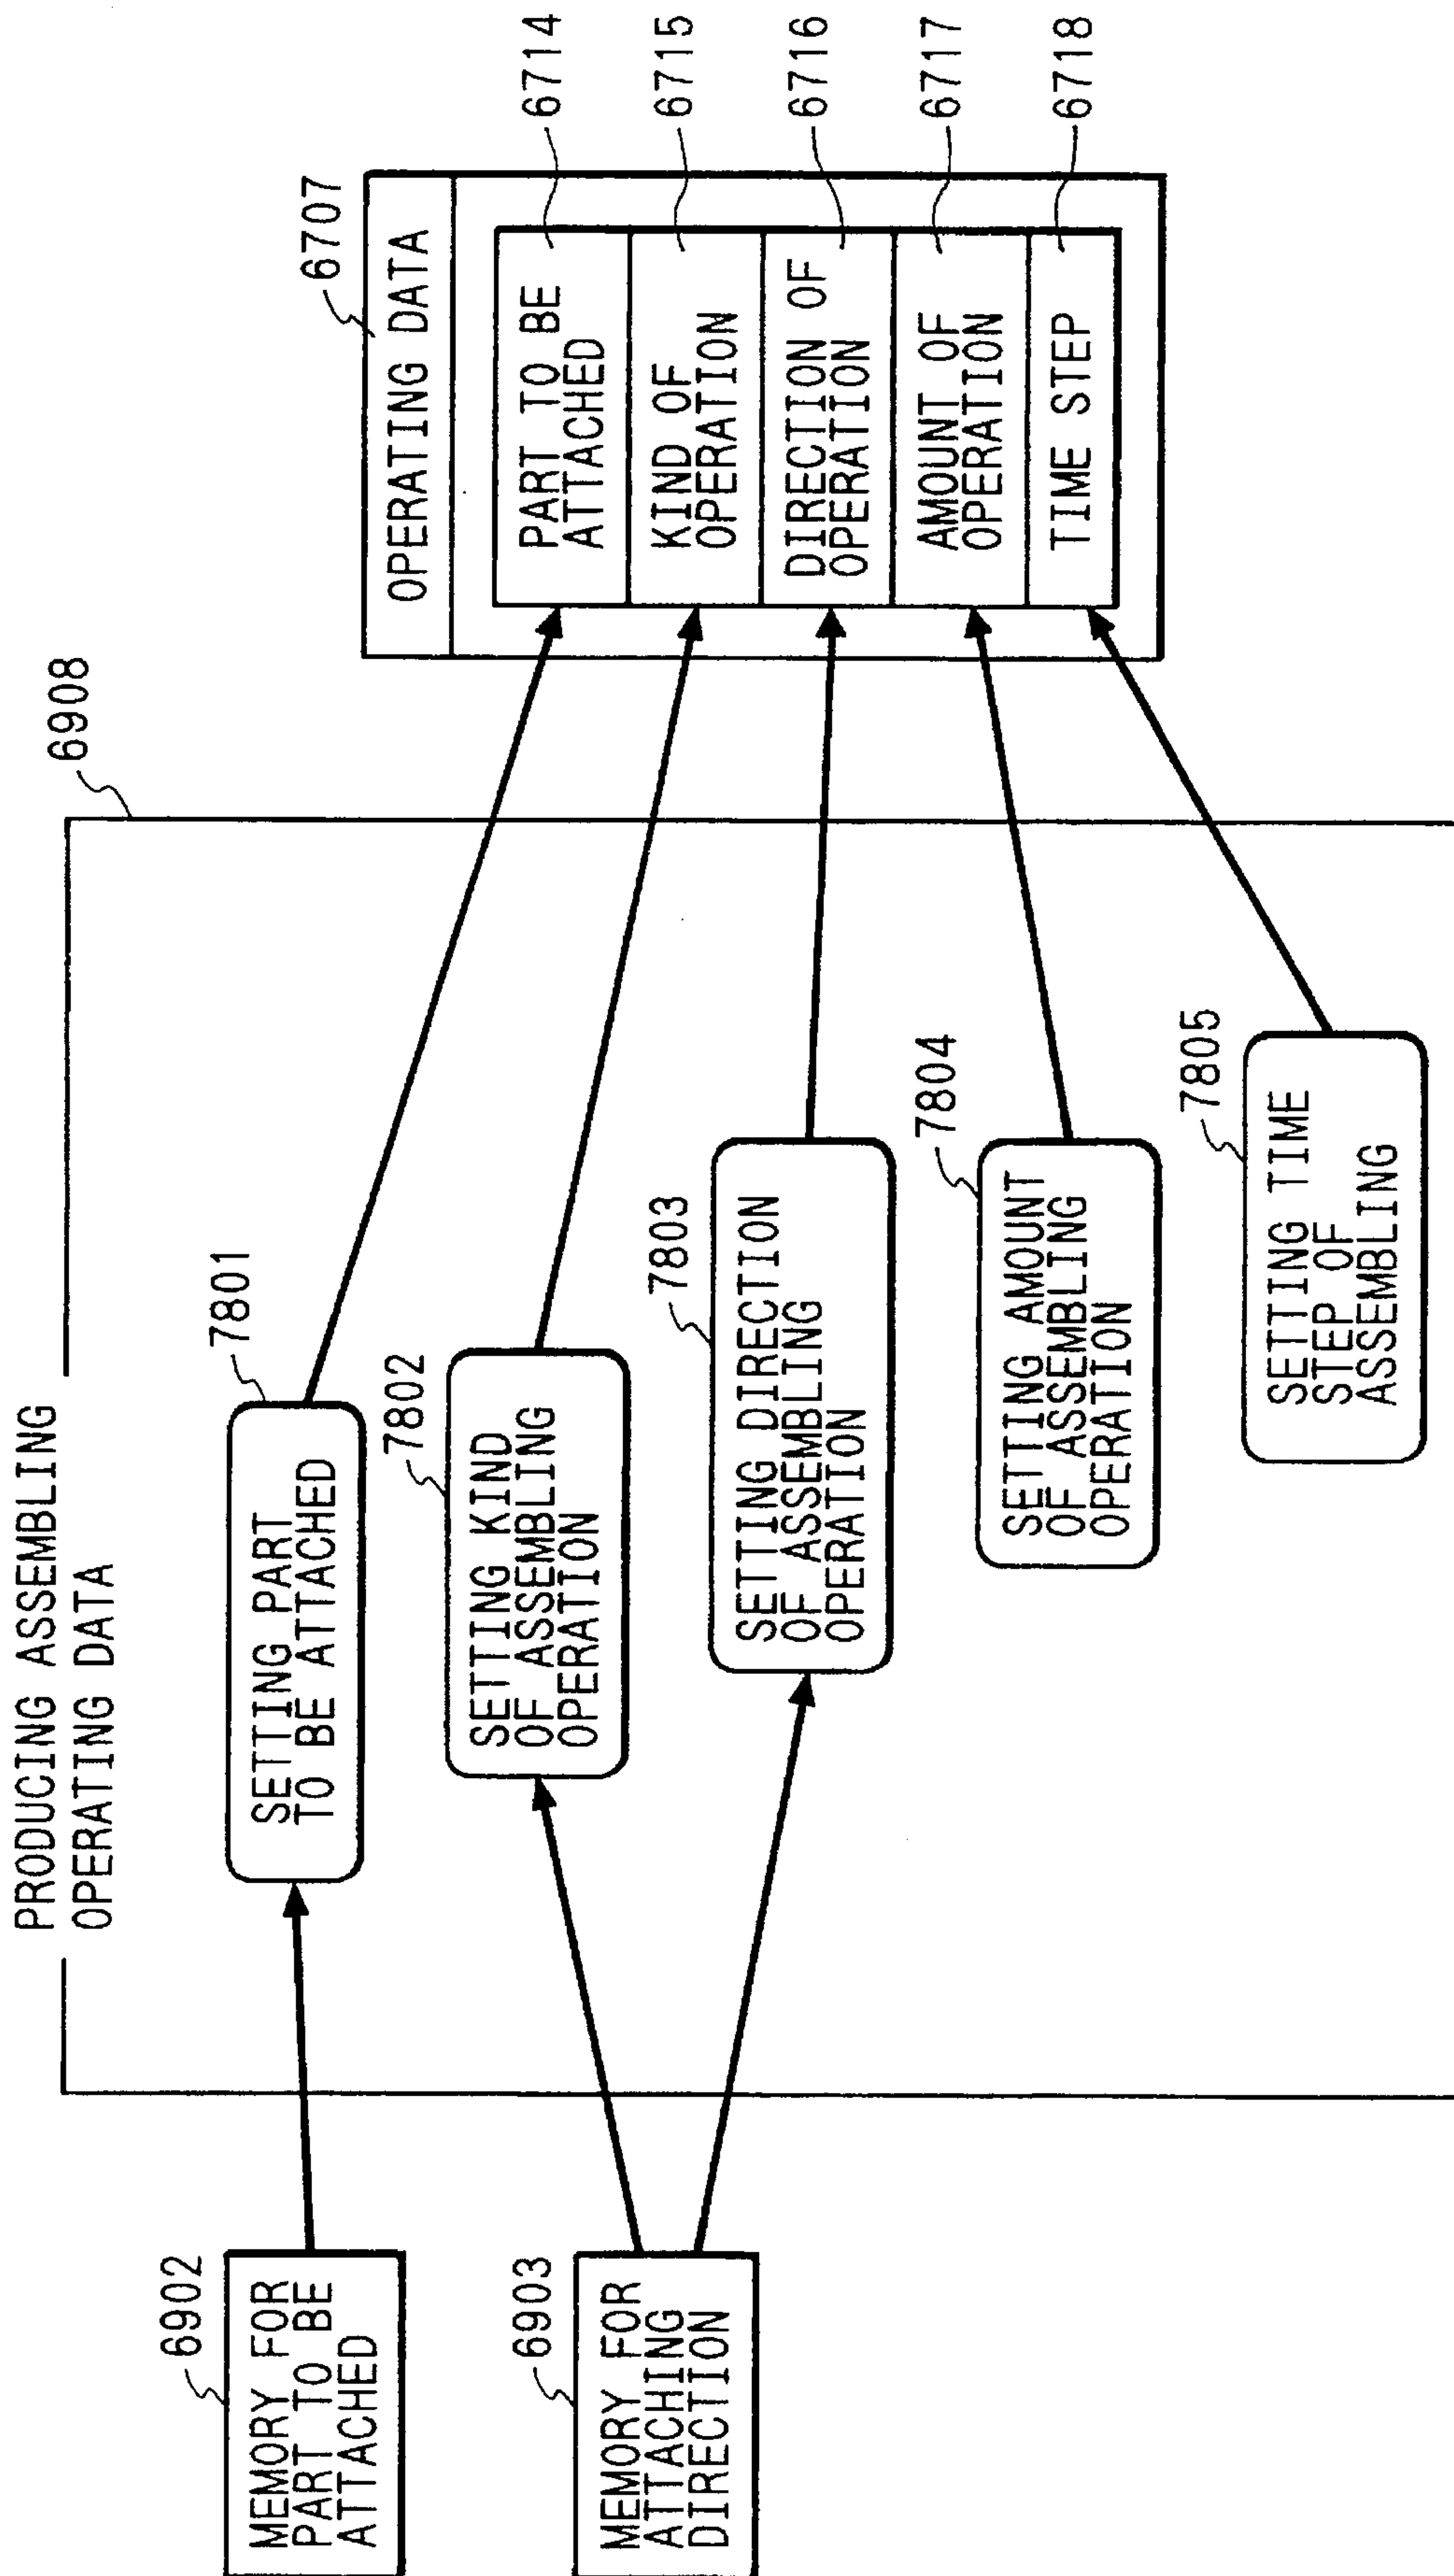 PRODUCING ASSEMBLING
OPERATING DATA
6908
6902
MEMORY FOR
PART TO BE
ATTACHED
6903
MEMORY FOR
ATTACHING
DIRECTION
7801
SETTING PART
TO BE ATTACHED
7802
SETTING KIND
OF ASSEMBLING
OPERATION
7803
SETTING DIRECTION
OF ASSEMBLING
OPERATION
7804
SETTING AMOUNT
OF ASSEMBLING
OPERATION
7805
SETTING TIME
STEP OF
ASSEMBLING
6707
OPERATING DATA
PART TO BE
ATTACHED
6714
KIND OF
OPERATION
6715
DIRECTION OF
OPERATION
6716
AMOUNT OF
OPERATION
6717
TIME STEP
6718